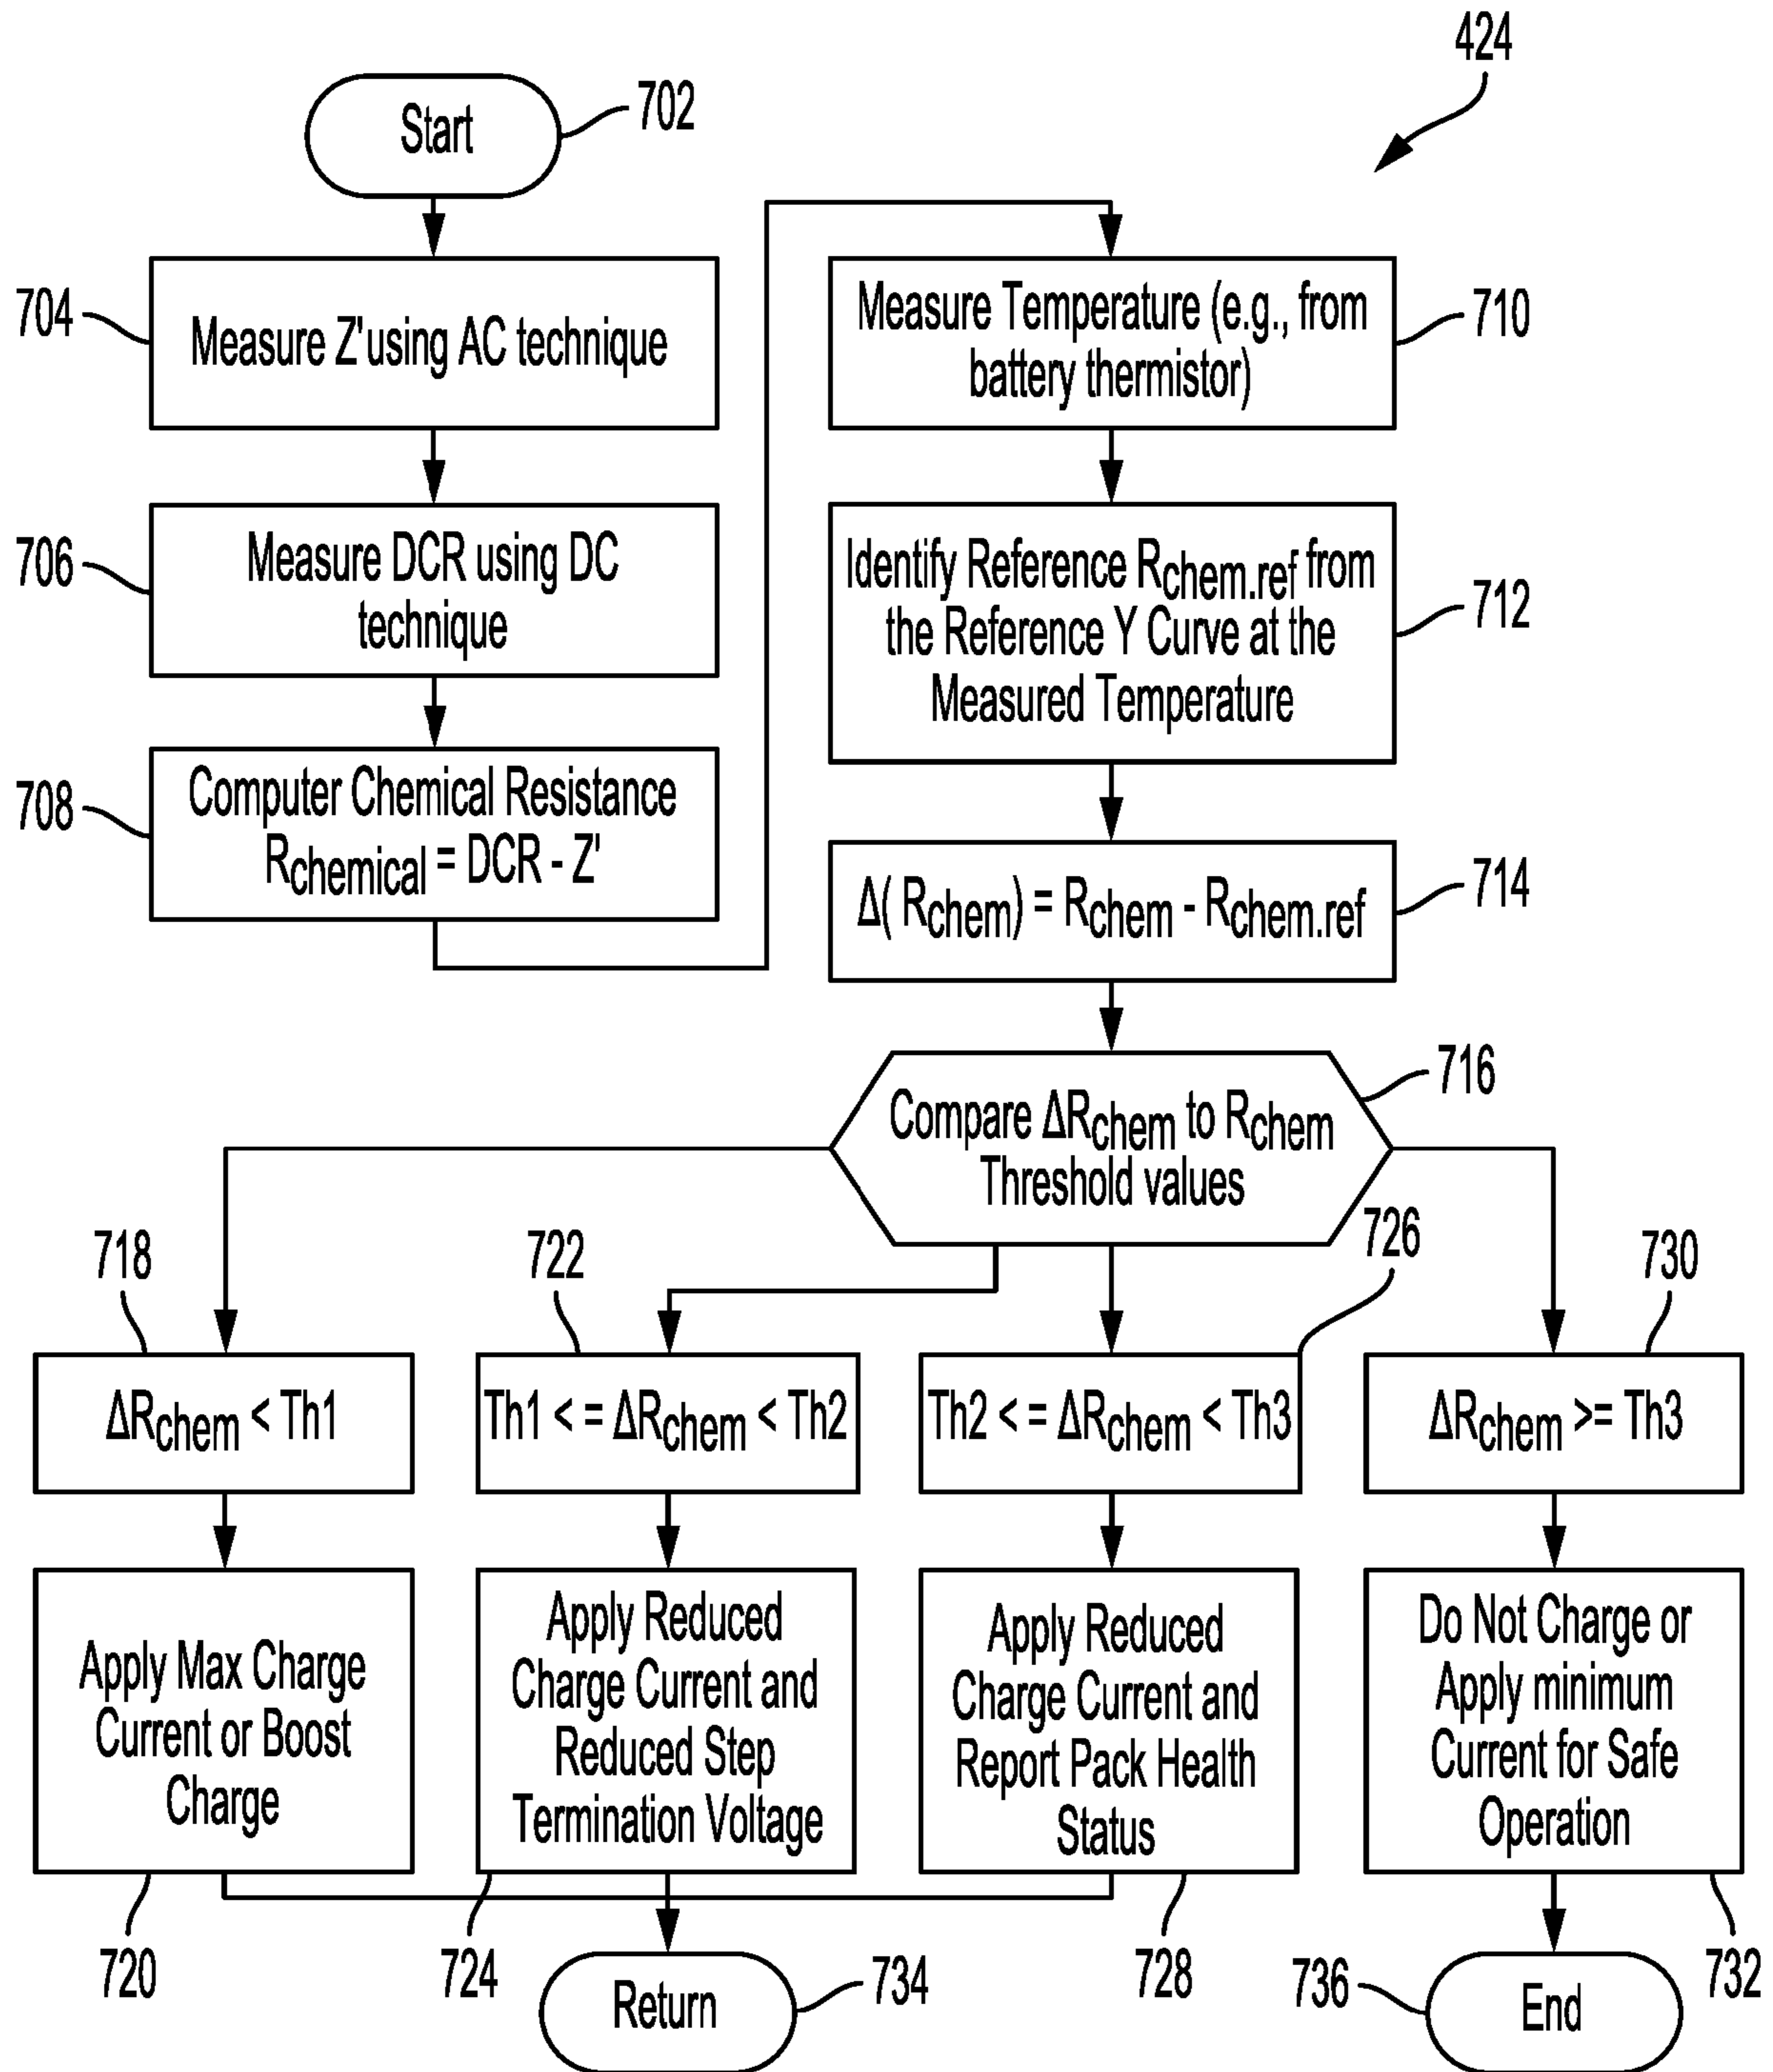 424
Start
702
704
Measure Z' using AC technique
706
Measure DCR using DC
technique
708
Computer Chemical Resistance
Rchemical = DCR - Z'
Measure Temperature (e.g., from
battery thermistor)
710
Identify Reference Rchem.ref from
the Reference Y Curve at the
Measured Temperature
712
Δ( Rchem) = Rchem - Rchem.ref
714
Compare ΔRchem to Rchem
Threshold values
716
718
722
726
730
ΔRchem < Th1
Th1 < = ΔRchem < Th2
Th2 < = ΔRchem < Th3
ΔRchem >= Th3
Apply Max Charge
Current or Boost
Charge
Apply Reduced
Charge Current and
Reduced Step
Termination Voltage
Apply Reduced
Charge Current and
Report Pack Health
Status
Do Not Charge or
Apply minimum
Current for Safe
Operation
720
724
728
732
Return
734
736
End